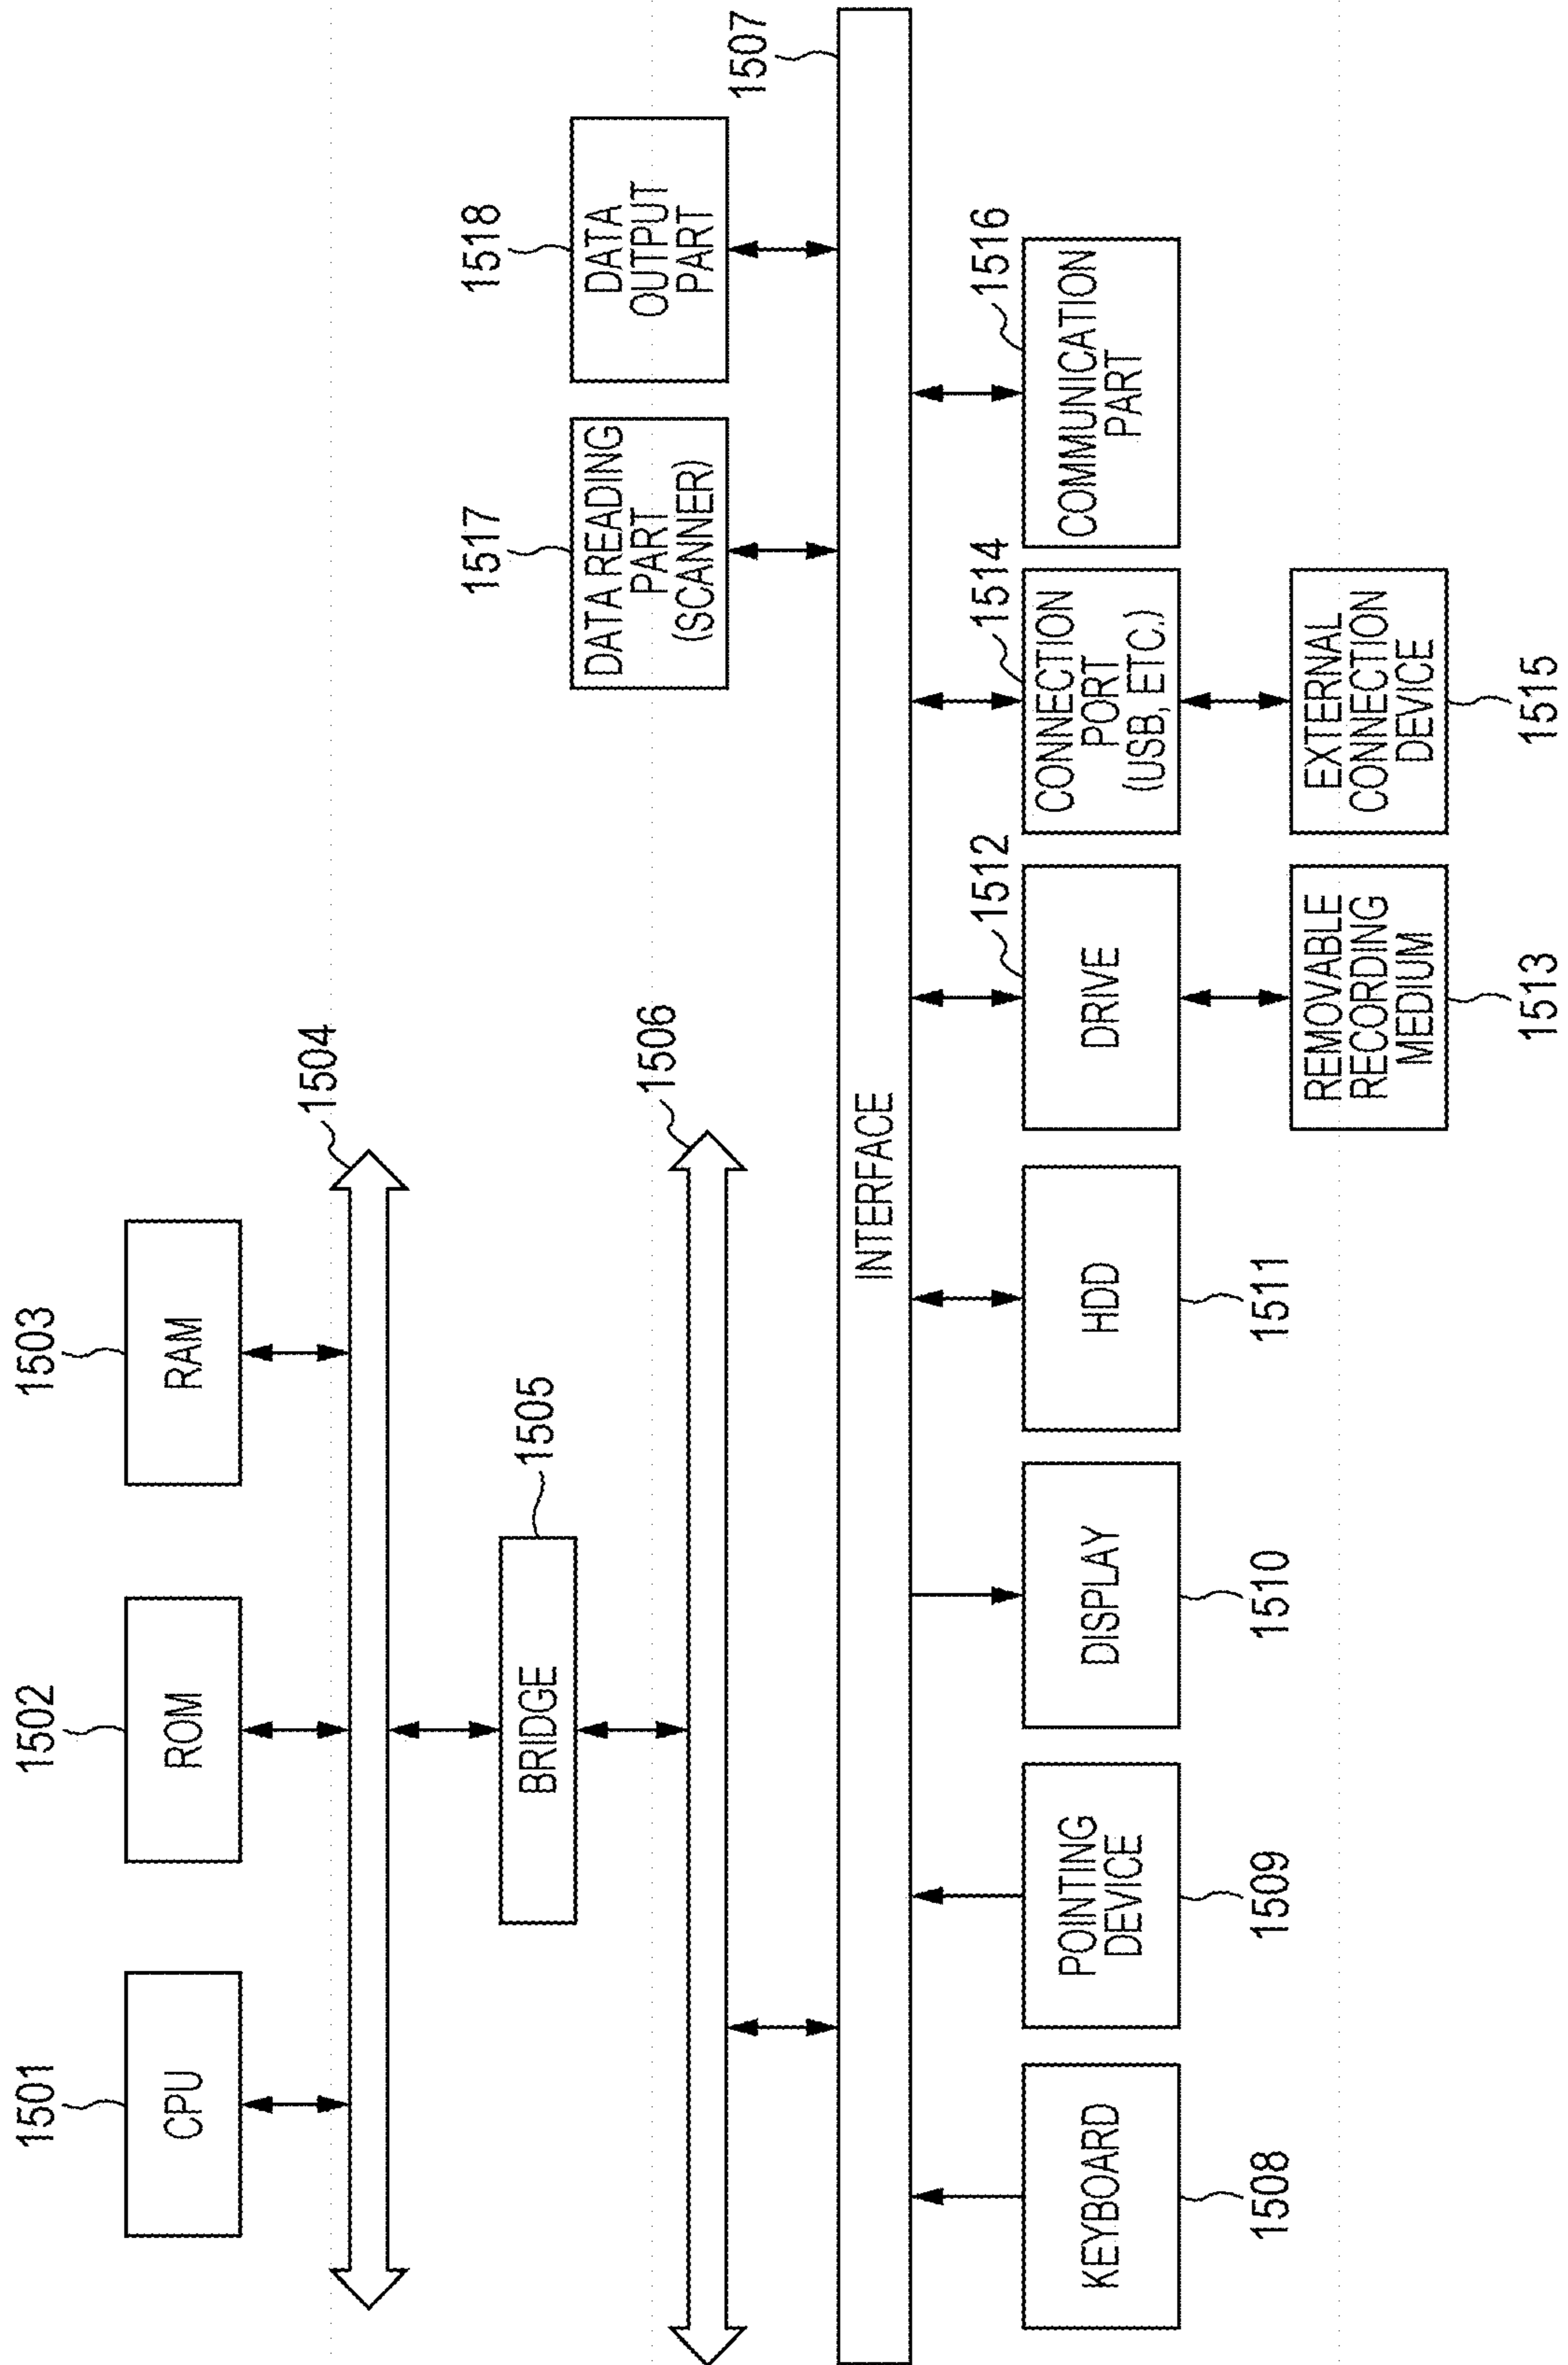 1501
1502
1503
CPU
ROM
RAM
1504
1505
BRIDGE
1506
1517
1518
DATA READING
PART
(SCANNER)
DATA
OUTPUT
PART
1507
INTERFACE
1512
1514
1516
KEYBOARD
POINTING
DEVICE
DISPLAY
HDD
DRIVE
CONNECTION
PORT
(USB, ETC.)
COMMUNICATION
PART
1508
1509
1510
1511
REMOVABLE
RECORDING
MEDIUM
EXTERNAL
CONNECTION
DEVICE
1513
1515